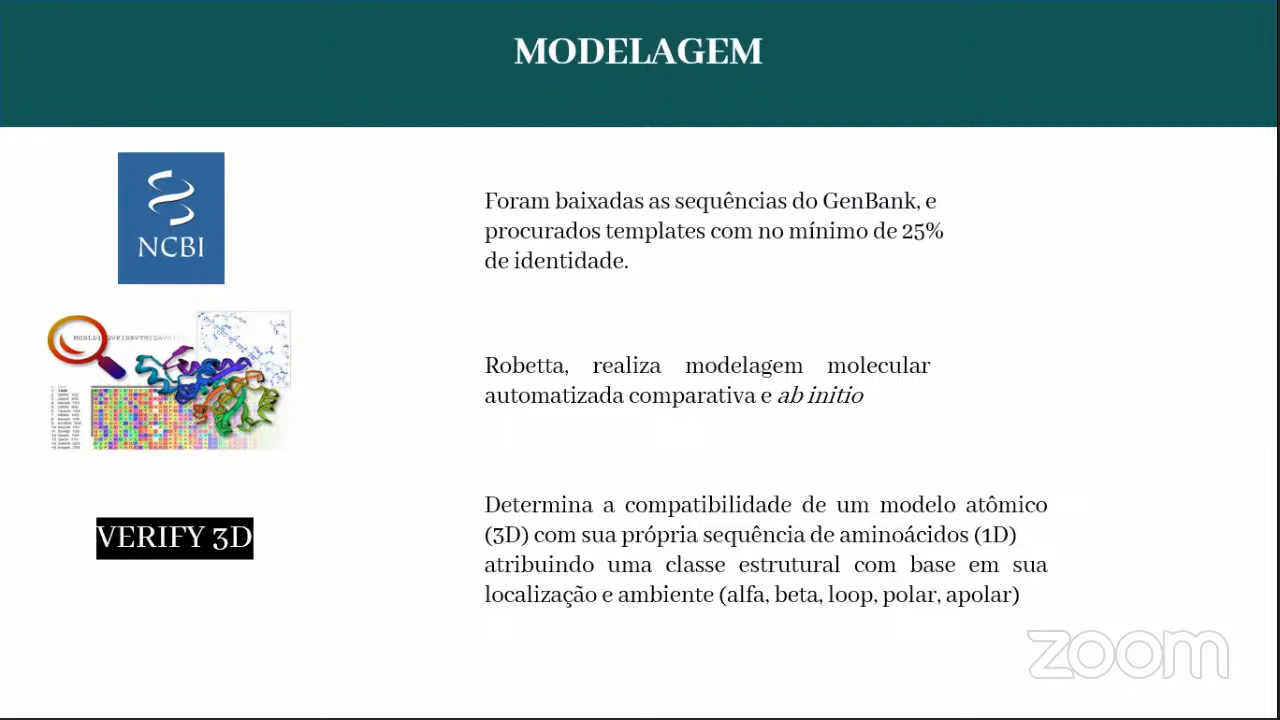 MODELAGEM
NCBI
Foram baixadas as sequências do GenBank, e
procurados templates com no mínimo de 25%
de identidade.
Robetta, realiza modelagem molecular
automatizada comparativa e ab initio
VERIFY 3D
Determina a compatibilidade de um modelo atômico
(3D) com sua própria sequência de aminoácidos (1D)
atribuindo uma classe estrutural com base em sua
localização e ambiente (alfa, beta, loop, polar, apolar)
zoom